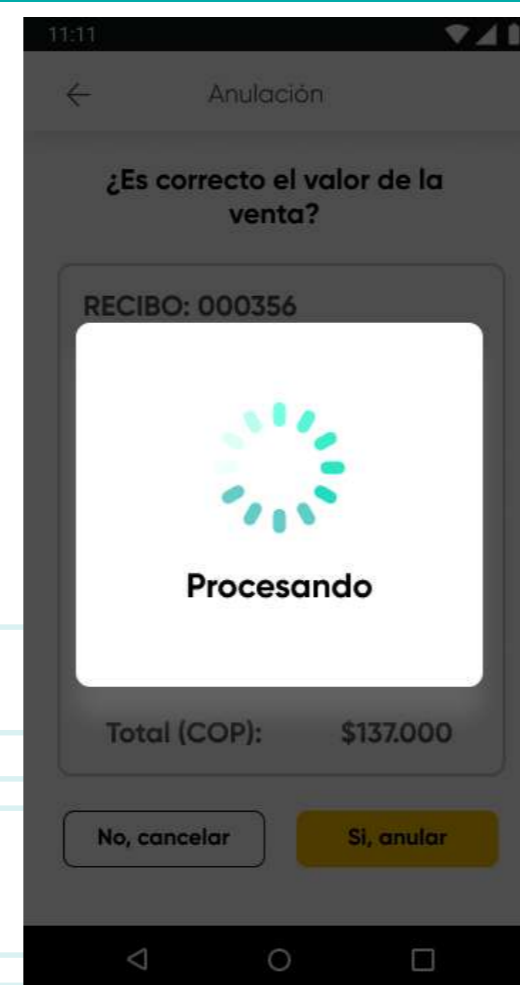 11:11
Anulación
¿Es correcto el valor de la
venta?
RECIBO: 000356
Procesando
Total (COP): $137.000
No, cancelar Si, anular